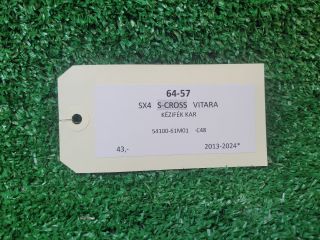 64-57
SX4 S-CROSS VITARA
KÉZIFÉK KAR
54100-61M01 -C48
43,- 2013-2024*